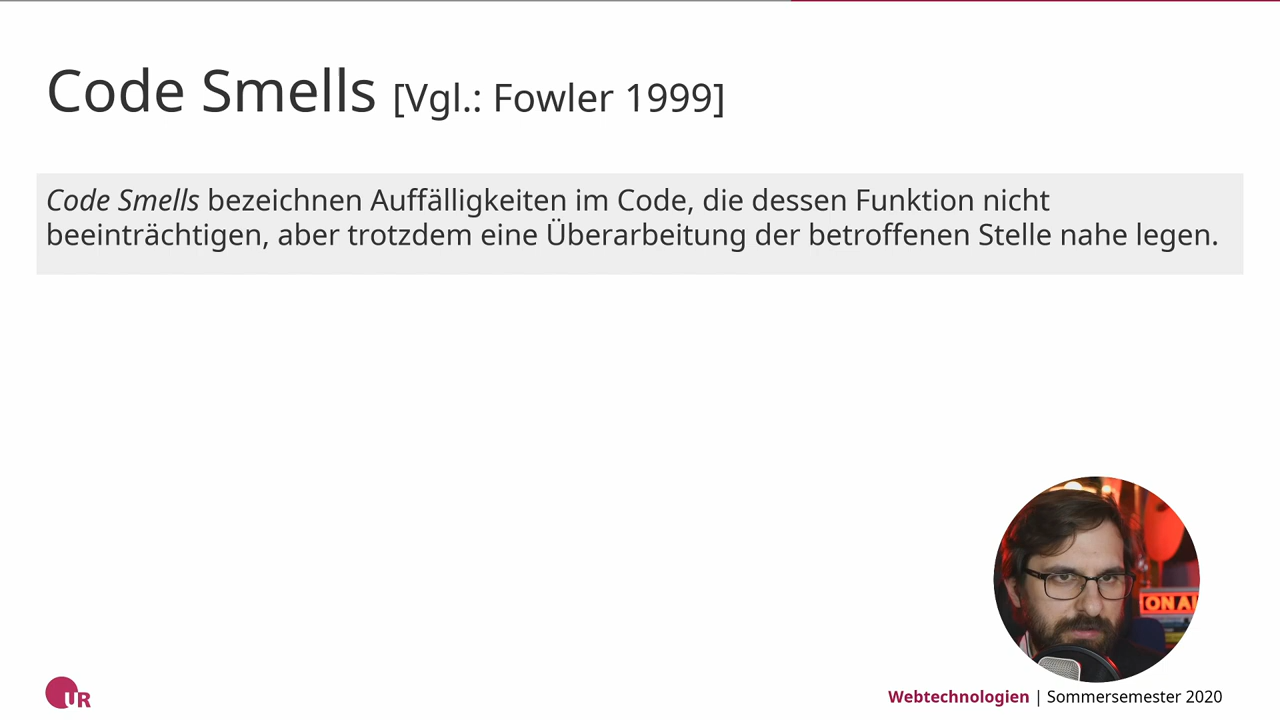 Code Smells [Vgl.: Fowler 1999]
Code Smells bezeichnen Auffälligkeiten im Code, die dessen Funktion nicht
beeinträchtigen, aber trotzdem eine Überarbeitung der betroffenen Stelle nahe legen.
ON A
UR
Webtechnologien | Sommersemester 2020